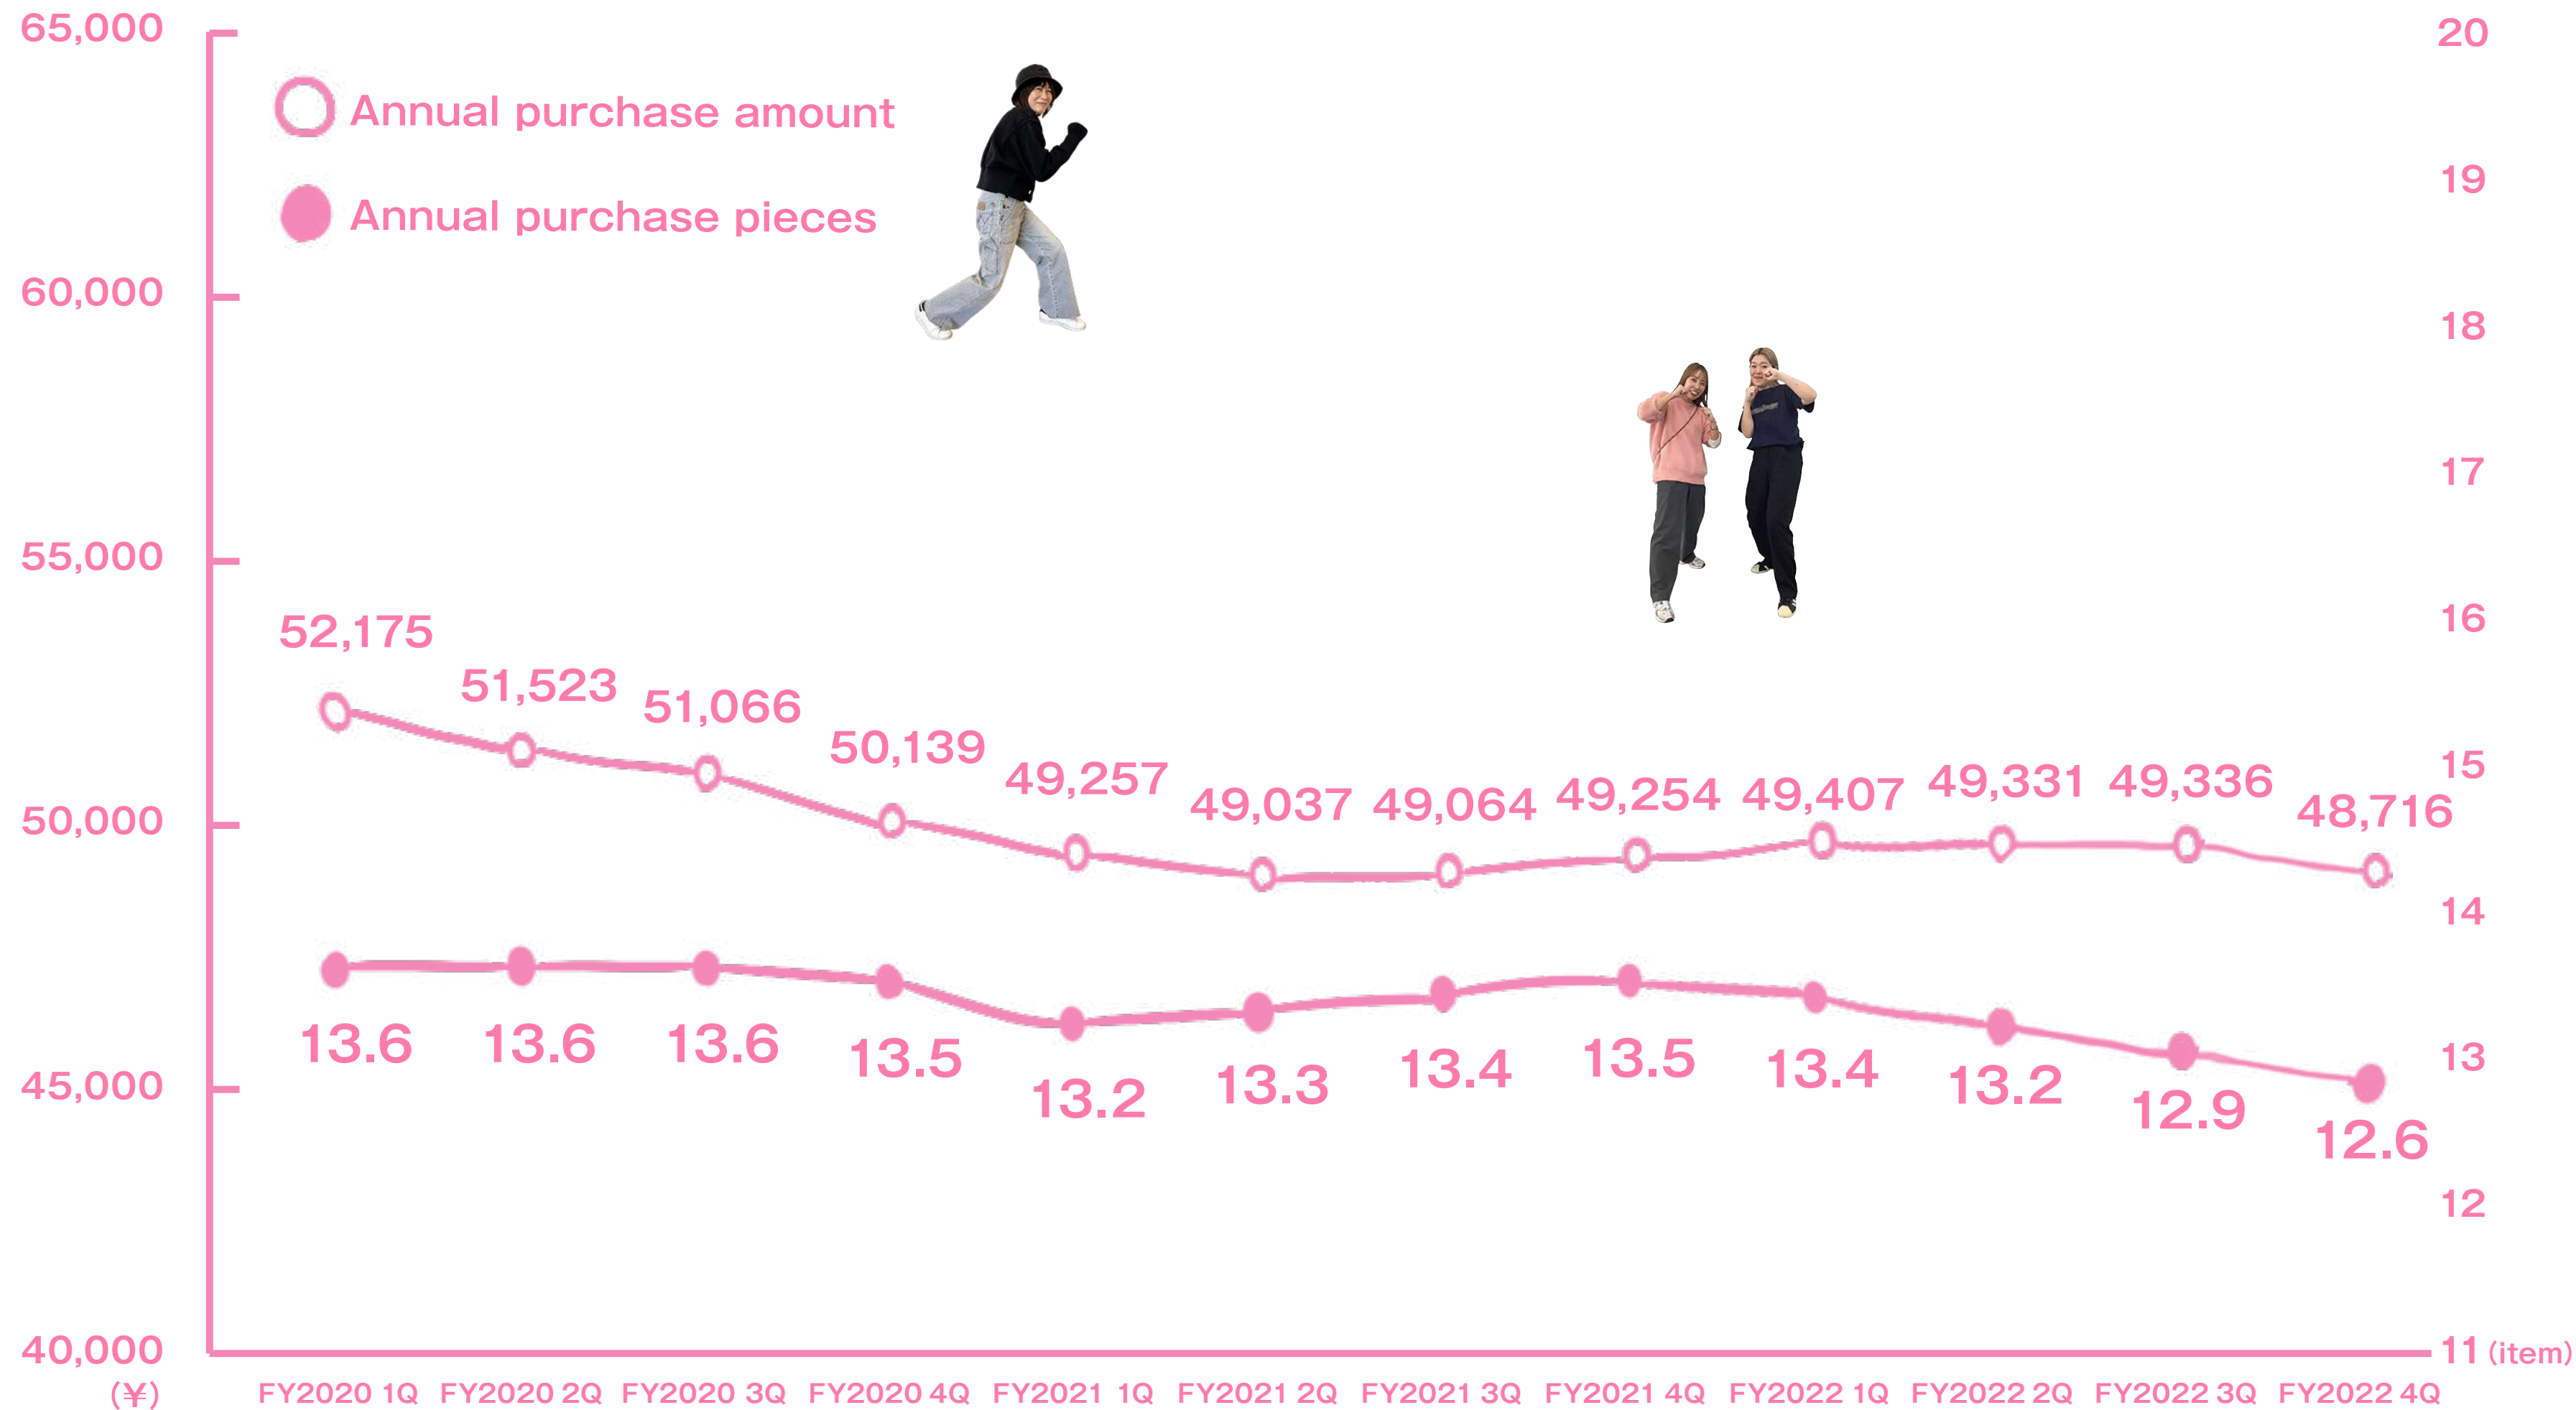 65,000
60,000
55,000
50,000
45,000
40,000
(¥)
Annual purchase amount
Annual purchase pieces
52,175
51,523
51,066
50,139
49,257
49,037
49,064
49,254
49,407
49,331
49,336
48,716
13.6
13.6
13.6
13.5
13.2
13.3
13.4
13.5
13.4
13.2
12.9
12.6
20
19
18
17
16
15
14
13
12
11 (item)
FY2020 1Q
FY2020 2Q
FY2020 3Q
FY2020 4Q
FY2021 1Q
FY2021 2Q
FY2021 3Q
FY2021 4Q
FY2022 1Q
FY2022 2Q
FY2022 3Q
FY2022 4Q